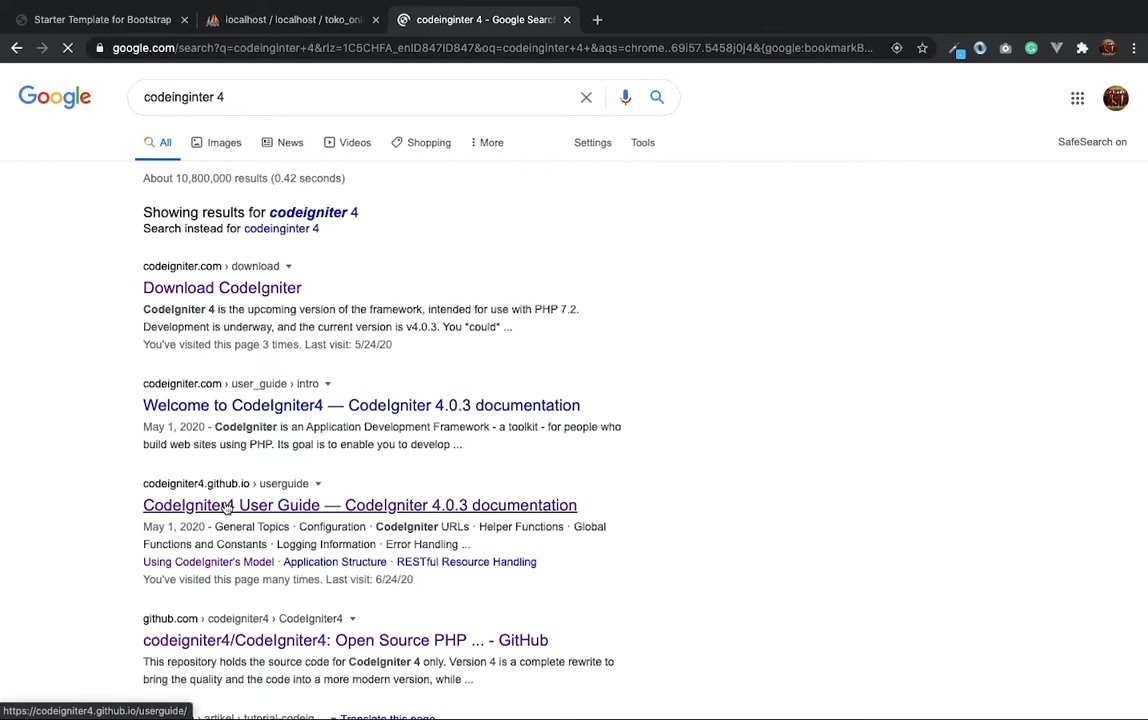 Starter Template for Bootstrap
localhost / localhost / toko_onl
codeinginter 4 - Google Search
google.com/search?q=codeinginter+4&rlz=1C5CHFA_enID847ID847&oq=codeinginter+4+&aqs=chrome..69i57.5458j0j4&{google:bookmarkB...
Google
codeinginter 4
All
Images
News
Videos
Shopping
More
Settings
Tools
SafeSearch on
About 10,800,000 results (0.42 seconds)
Showing results for codeigniter 4
Search instead for codeinginter 4
codeigniter.com › download
Download CodeIgniter
CodeIgniter 4 is the upcoming version of the framework, intended for use with PHP 7.2.
Development is underway, and the current version is v4.0.3. You *could* ...
You've visited this page 3 times. Last visit: 5/24/20
codeigniter.com › user_guide › intro
Welcome to CodeIgniter4 — CodeIgniter 4.0.3 documentation
May 1, 2020 - CodeIgniter is an Application Development Framework - a toolkit - for people who
build web sites using PHP. Its goal is to enable you to develop ...
codeigniter4.github.io › userguide
CodeIgniter4 User Guide — CodeIgniter 4.0.3 documentation
May 1, 2020 - General Topics · Configuration · CodeIgniter URLs · Helper Functions · Global
Functions and Constants · Logging Information · Error Handling ...
Using CodeIgniter's Model · Application Structure · RESTful Resource Handling
You've visited this page many times. Last visit: 6/24/20
github.com › codeigniter4 › CodeIgniter4
codeigniter4/CodeIgniter4: Open Source PHP ... - GitHub
This repository holds the source code for CodeIgniter 4 only. Version 4 is a complete rewrite to
bring the quality and the code into a more modern version, while ...
https://codeigniter4.github.io/userguide/
› artikel › tutorial-codeig...
Translate this page